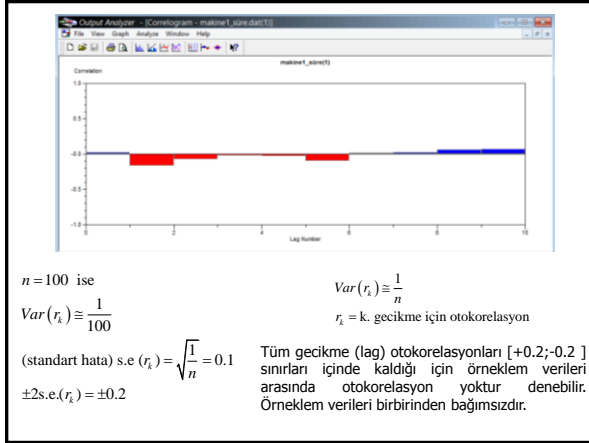 Output Analyzer - [Correlogram - makine1_süre.dat(1)]
File View Graph Analyze Window Help
makine1_süre(1)
Correlation
1.0
0.5
-0.0
-0.5
-1.0
0 2 4 6 8 10
Lag Number
n = 100 ise
Var(r_k) ≅ 1/100
(standart hata) s.e (r_k) = √(1/n) = 0.1
±2s.e.(r_k) = ±0.2
Var(r_k) ≅ 1/n
r_k = k. gecikme için otokorelasyon
Tüm gecikme (lag) otokorelasyonları [+0.2;-0.2 ]
sınırları içinde kaldığı için örneklem verileri
arasında otokorelasyon yoktur denebilir.
Örneklem verileri birbirinden bağımsızdır.